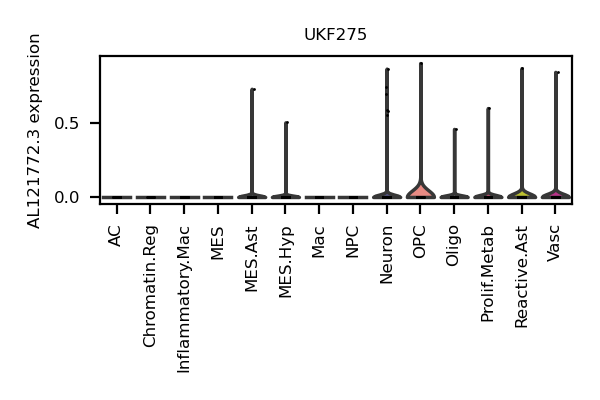 UKF275
AL121772.3 expression
0.5
0.0
AC
Chromatin.Reg
Inflammatory.Mac
MES
MES.Ast
MES.Hyp
Mac
NPC
Neuron
OPC
Oligo
Prolif.Metab
Reactive.Ast
Vasc